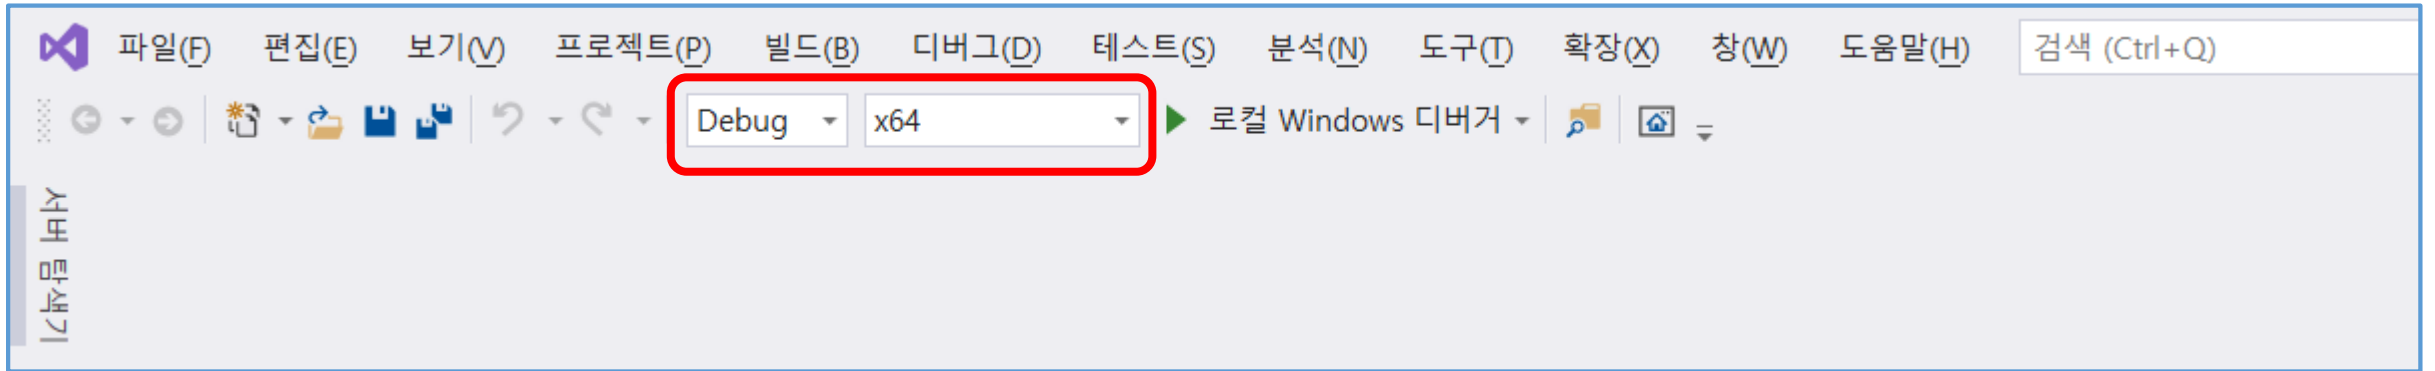 파일(F) 편집(E) 보기(V) 프로젝트(P) 빌드(B) 디버그(D) 테스트(S) 분석(N) 도구(T) 확장(X) 창(W) 도움말(H) 검색 (Ctrl+Q)
Debug x64 로컬 Windows 디버거
서버 탐색기